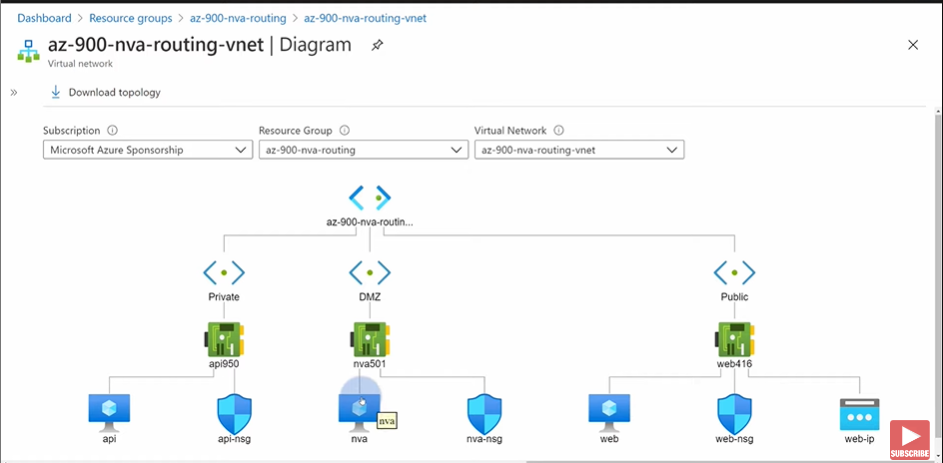 Dashboard > Resource groups > az-900-nva-routing > az-900-nva-routing-vnet
az-900-nva-routing-vnet | Diagram
Virtual network
Download topology
Subscription
Resource Group
Virtual Network
Microsoft Azure Sponsorship
az-900-nva-routing
az-900-nva-routing-vnet
az-900-nva-routin...
Private
DMZ
Public
api950
nva501
web416
nva
api
api-nsg
nva
nva-nsg
web
web-nsg
web-ip
SUBSCRIBE